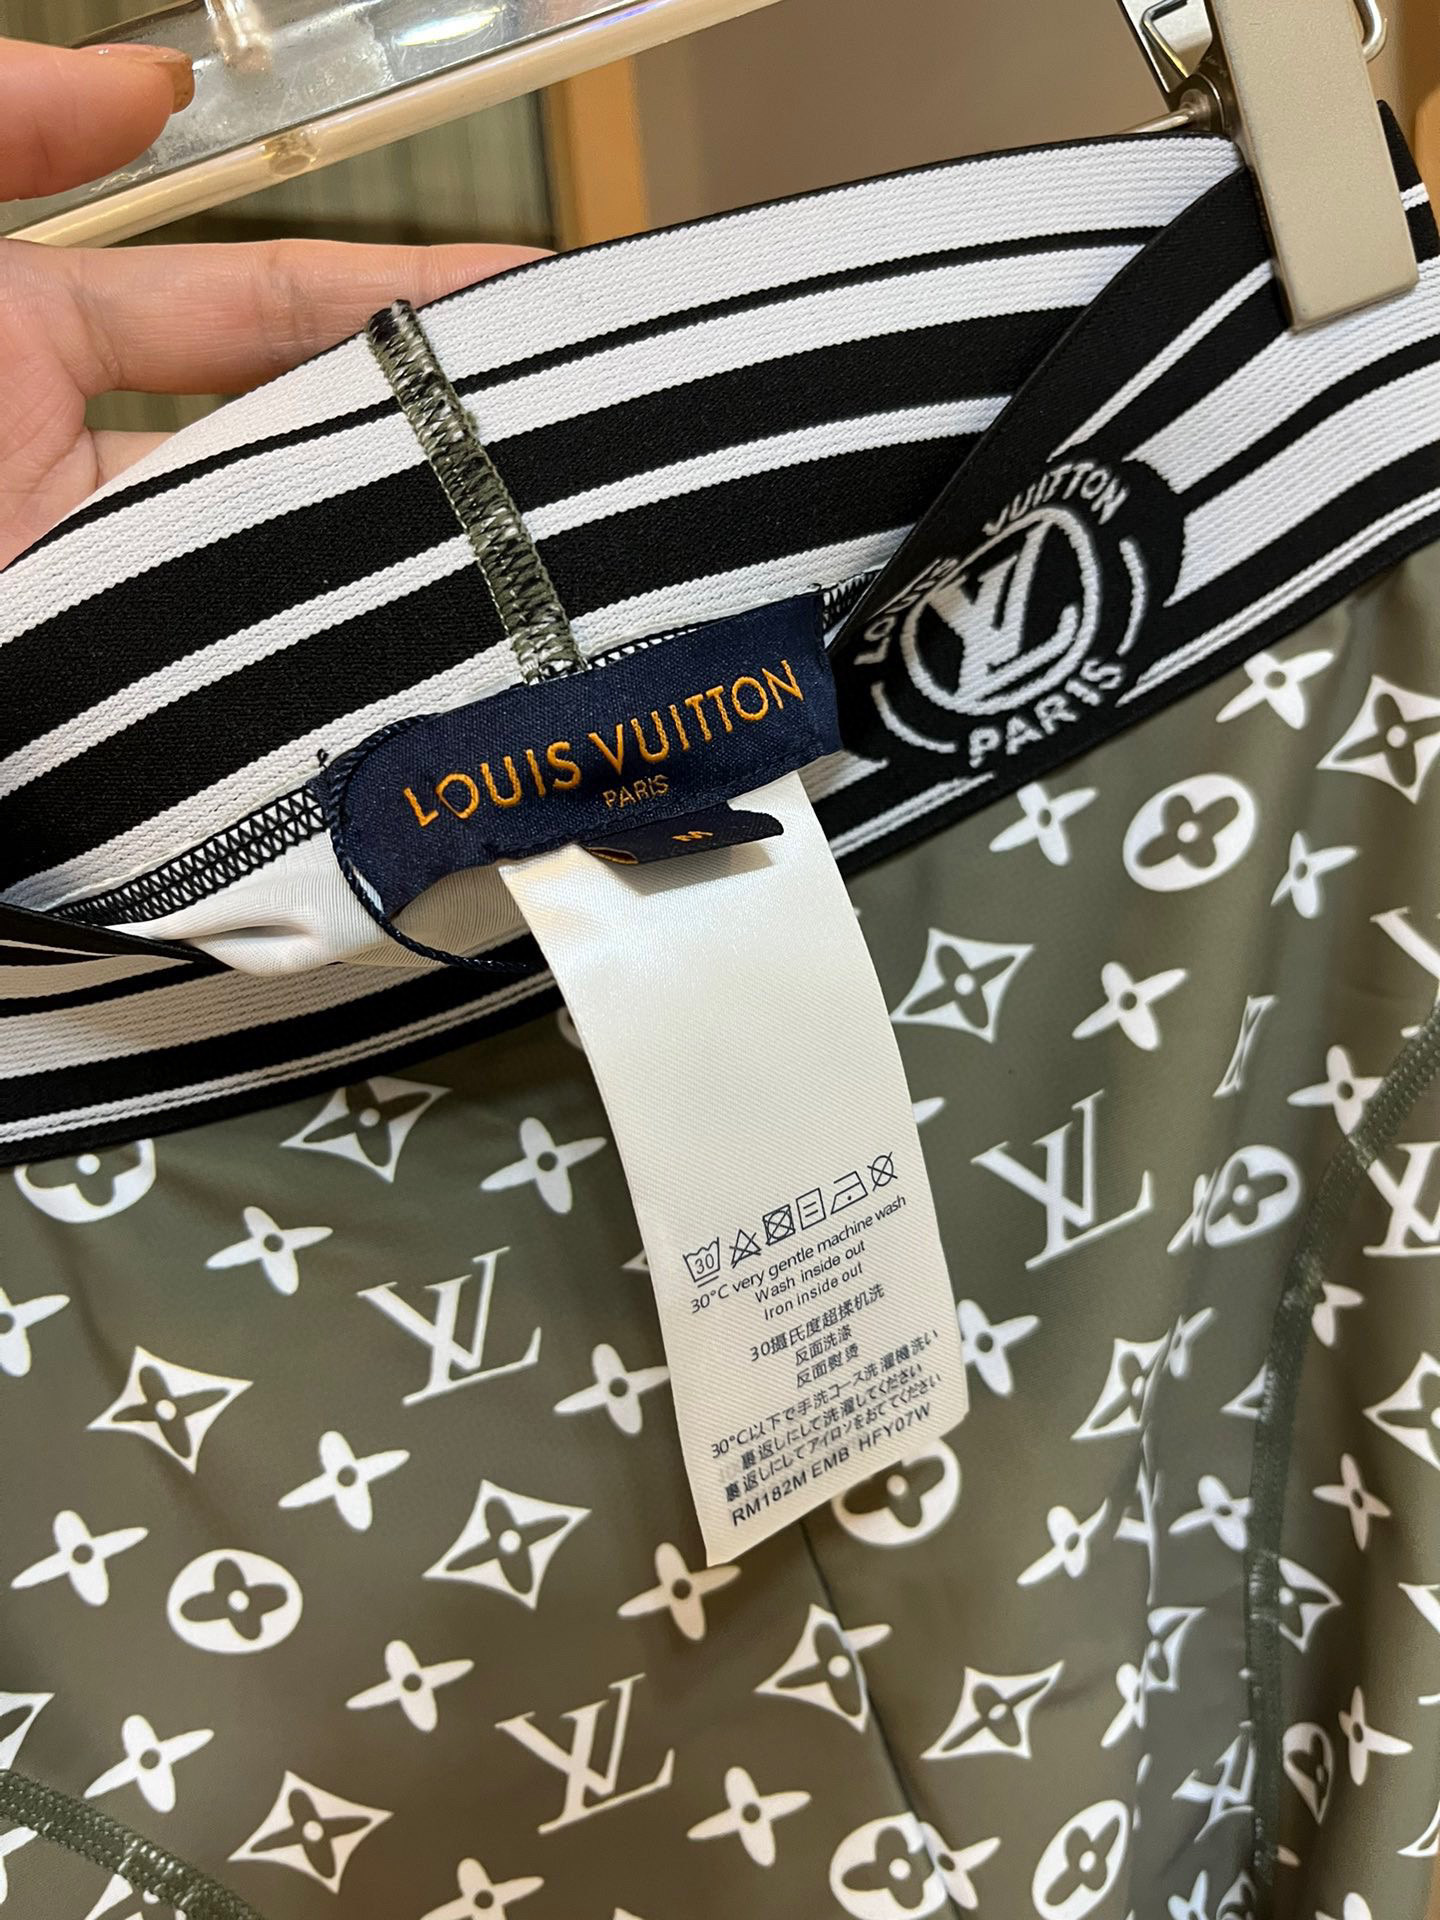 LOUIS VUITTON
PARIS
LV
LOUIS VUITTON
PARIS
M
30
30°C very gentle machine wash
Wash inside out
Iron inside out
30摄氏度超揉机洗
反面洗涤
反面熨烫
30°C以下で手洗コース洗濯機洗い
裏返しにして洗濯してください
裏返しにしてアイロンをおててください
RM182M EMB HFY07W